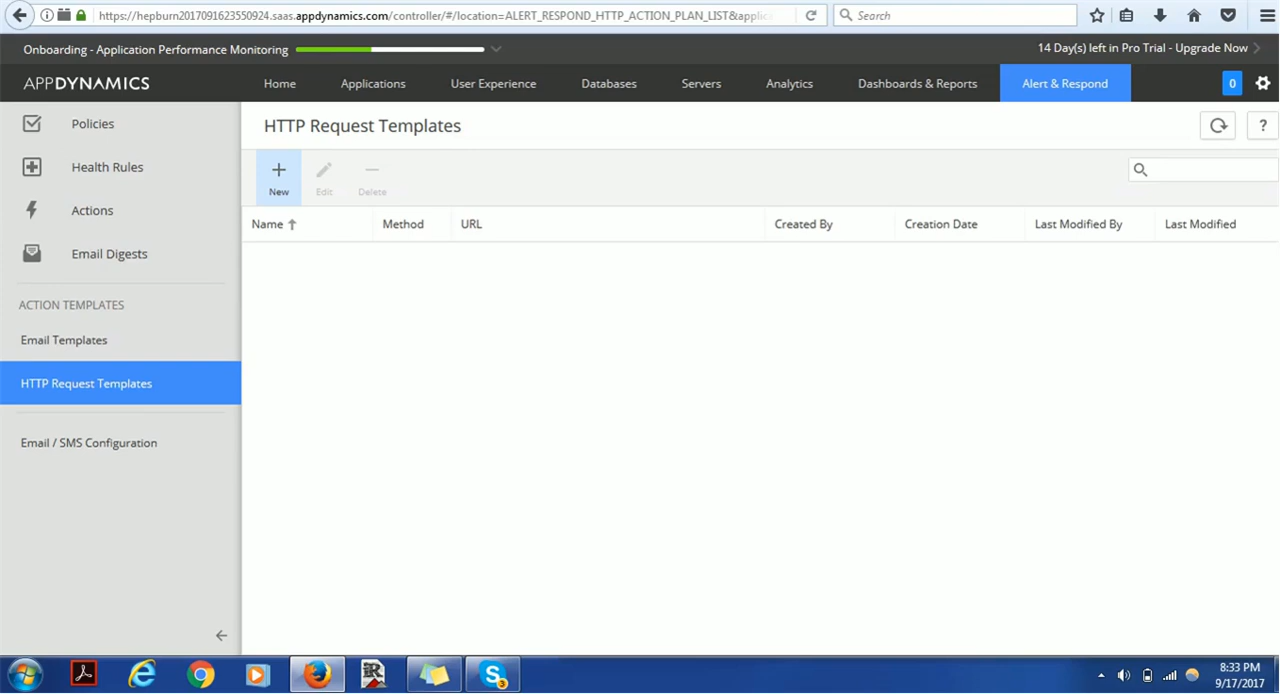 https://hepburn2017091623550924.saas.appdynamics.com/controller/#/location=ALERT_RESPOND_HTTP_ACTION_PLAN_LIST&applic
Search
Onboarding - Application Performance Monitoring
14 Day(s) left in Pro Trial - Upgrade Now
APPDYNAMICS
Home
Applications
User Experience
Databases
Servers
Analytics
Dashboards & Reports
Alert & Respond
0
Policies
Health Rules
Actions
Email Digests
ACTION TEMPLATES
Email Templates
HTTP Request Templates
Email / SMS Configuration
HTTP Request Templates
?
New
Edit
Delete
Name
Method
URL
Created By
Creation Date
Last Modified By
Last Modified
3
8:33 PM
9/17/2017